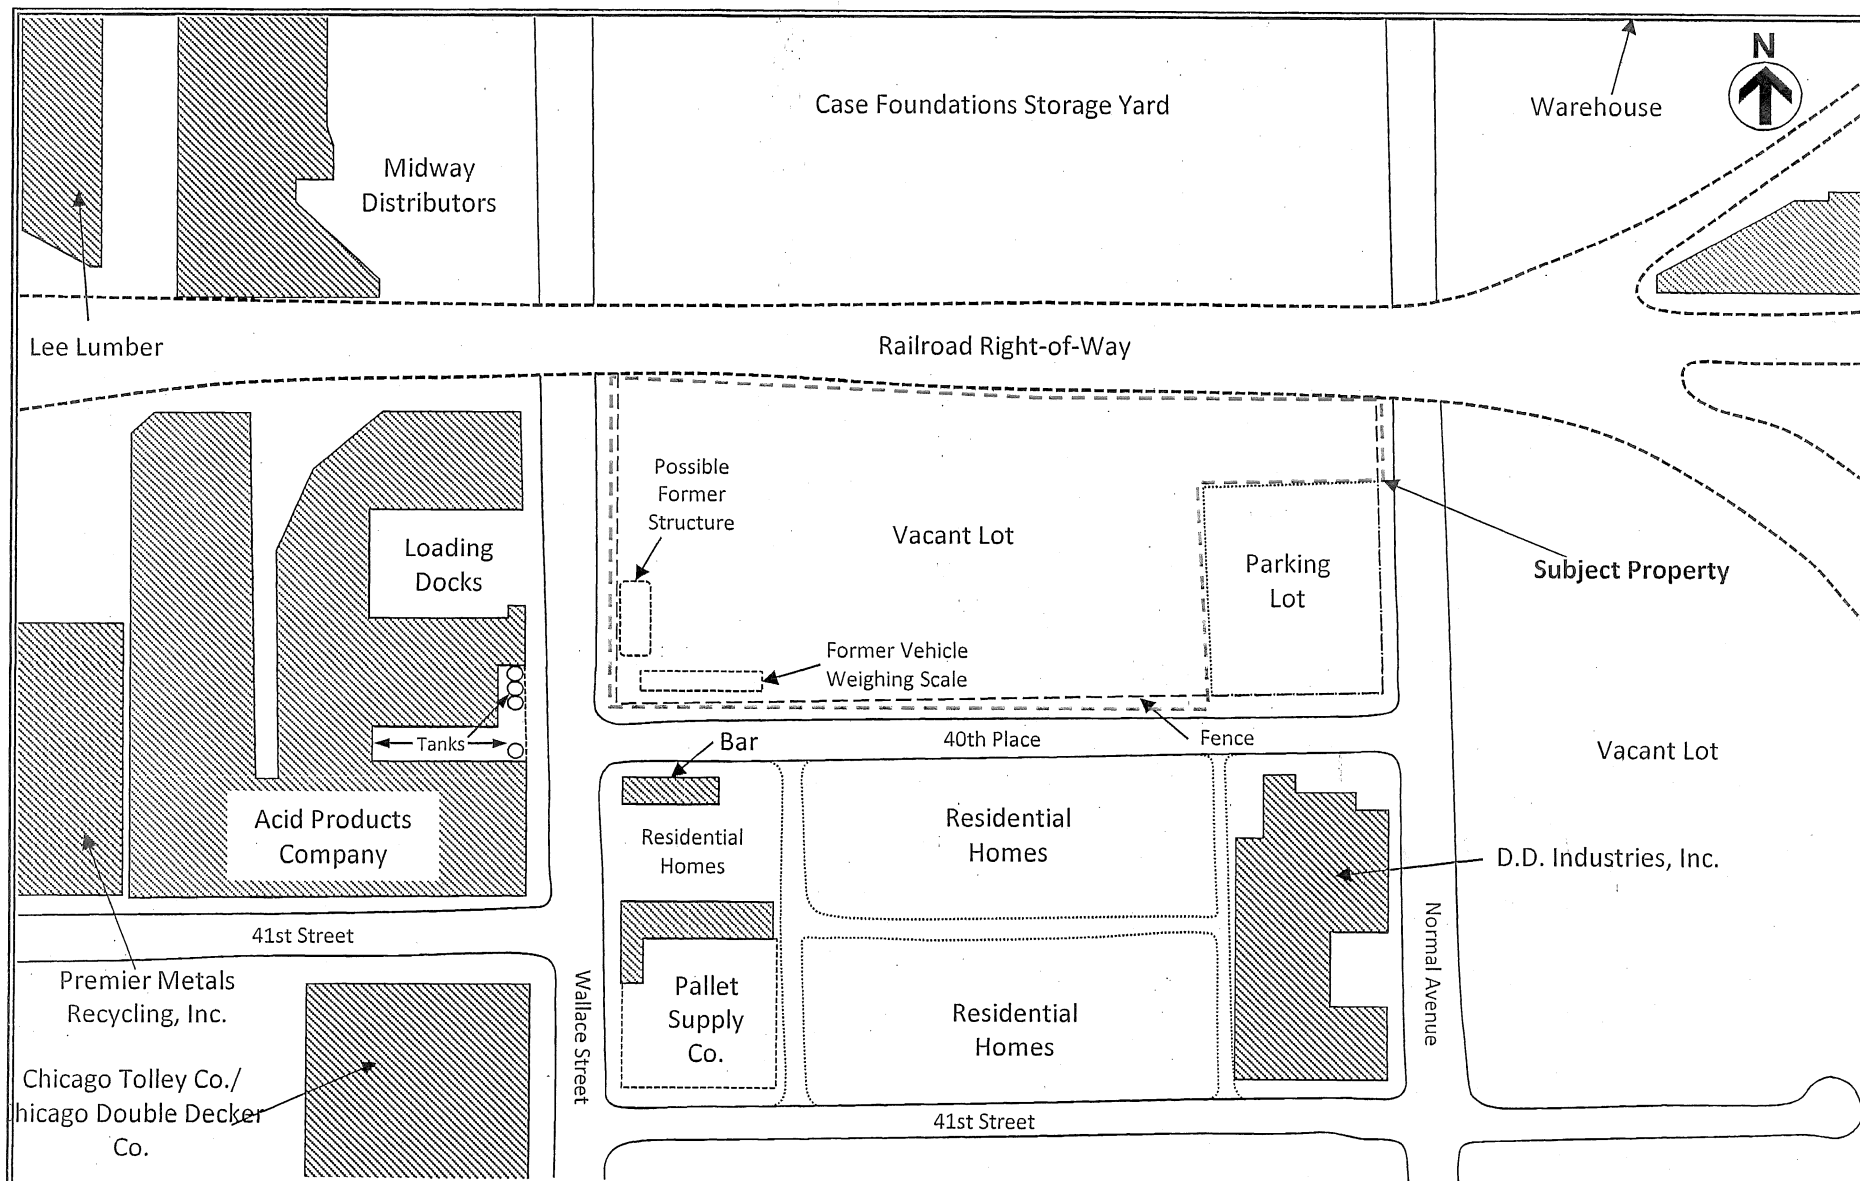 N
Case Foundations Storage Yard
Warehouse
Midway
Distributors
Lee Lumber
Railroad Right-of-Way
Possible
Former
Structure
Vacant Lot
Loading
Docks
Parking
Lot
Subject Property
Former Vehicle
Weighing Scale
Tanks
Bar
40th Place
Fence
Vacant Lot
Acid Products
Company
Residential
Homes
Residential
Homes
D.D. Industries, Inc.
41st Street
Premier Metals
Recycling, Inc.
Wallace Street
Pallet
Supply
Co.
Residential
Homes
Normal Avenue
Chicago Tolley Co./
hicago Double Decker
Co.
41st Street